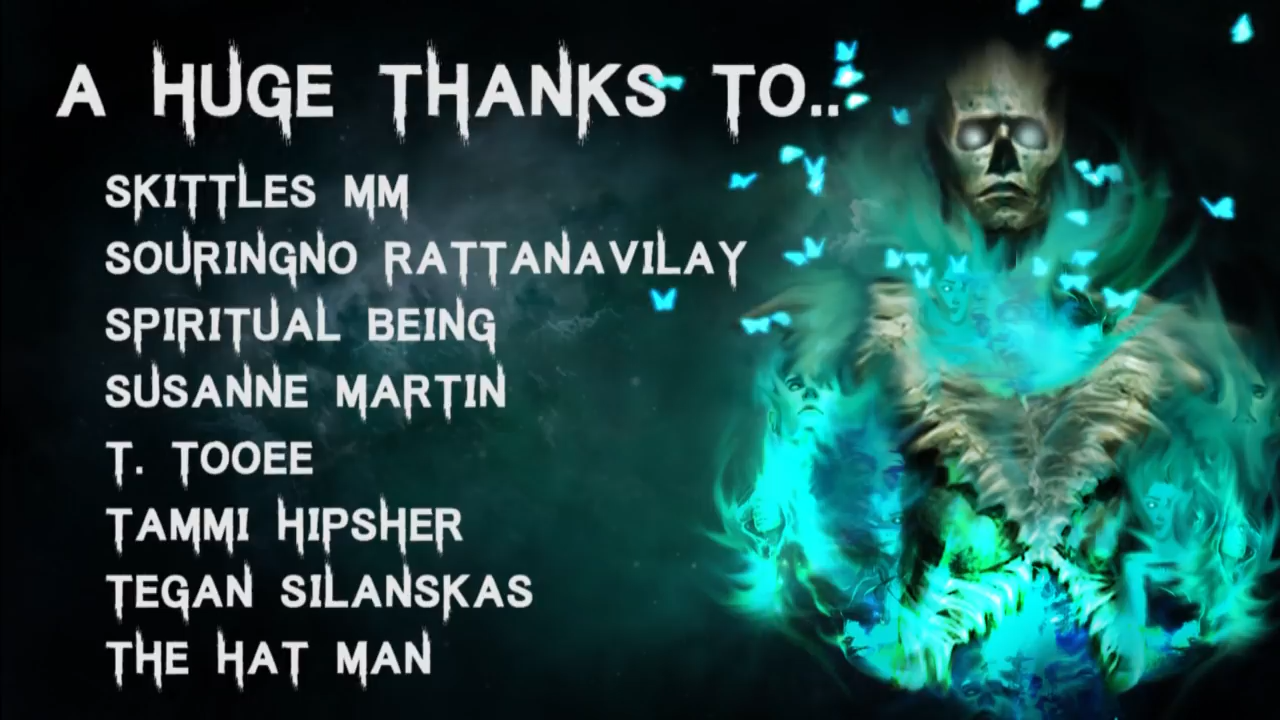 A HUGE THANKS TO..
SKITTLES MM
SOURINGNO RATTANAVILAY
SPIRITUAL BEING
SUSANNE MARTIN
T. TOOEE
TAMMI HIPSHER
TEGAN SILANSKAS
THE HAT MAN